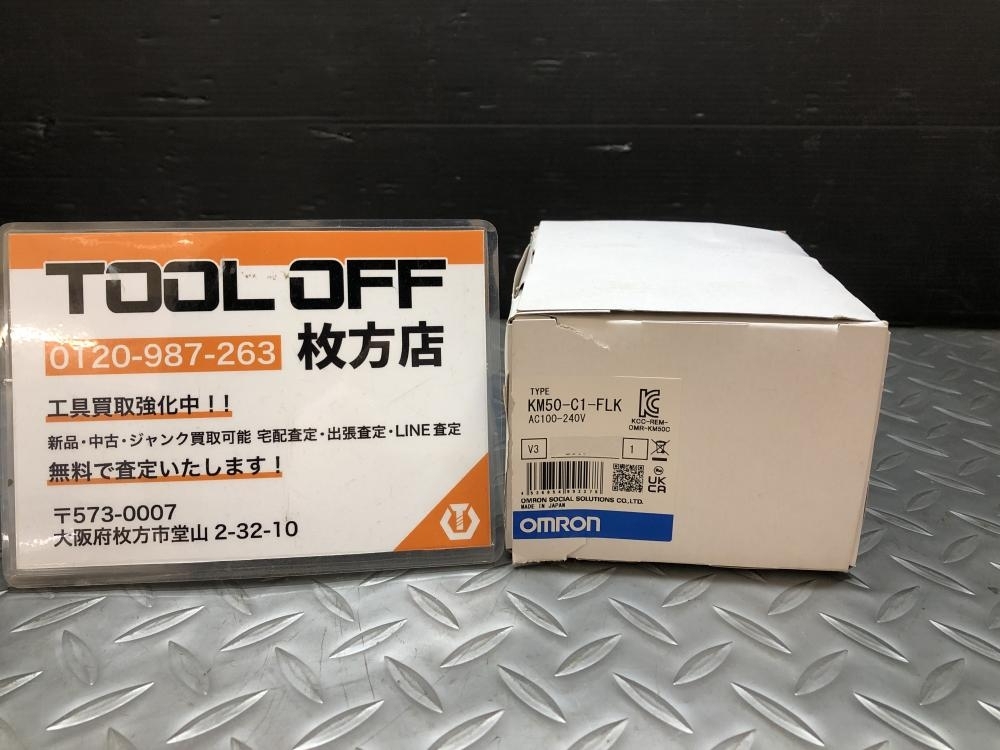 TOOL OFF
0120-987-263 枚方店
工具買取強化中！！
新品・中古・ジャンク買取可能 宅配査定・出張査定・LINE査定
無料で査定いたします！
〒573-0007
大阪府枚方市堂山 2-32-10
TYPE
KM50-C1-FLK
AC100-240V
KCC-REM-
OMR-KM50C
V3
1
UK
CA
OMRON SOCIAL SOLUTIONS CO.,LTD.
MADE IN JAPAN
OMRON